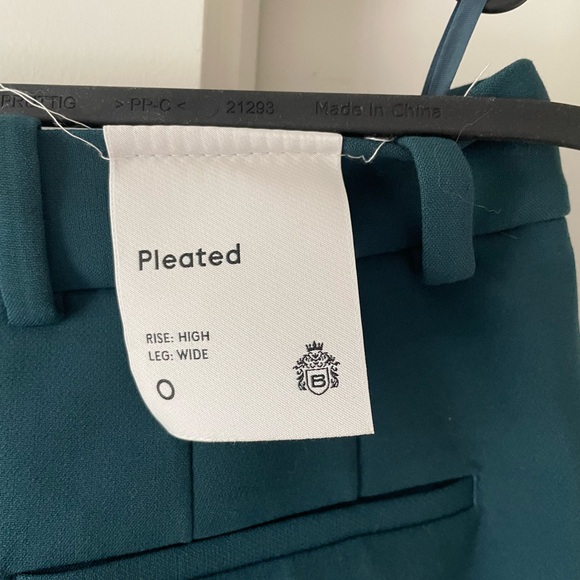 > PP-C < 21293 Made in China
Pleated
RISE: HIGH
LEG: WIDE
0
B